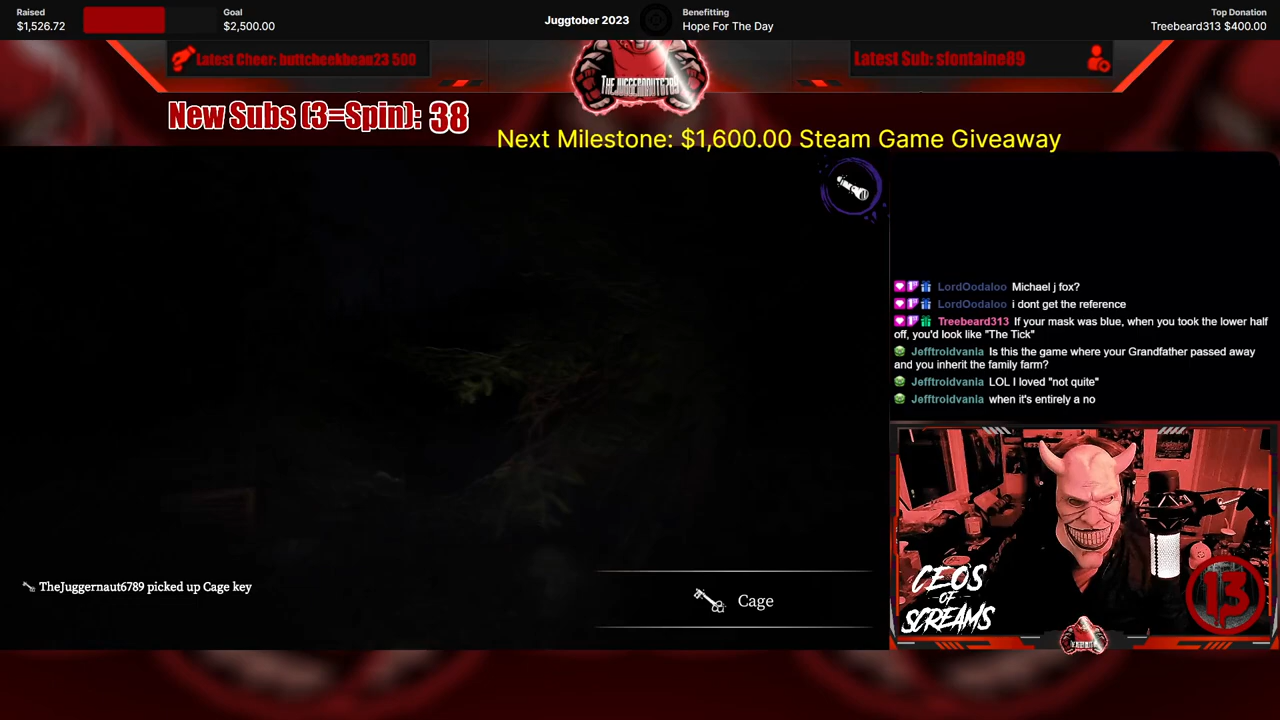 Raised
$1,526.72
Goal
$2,500.00
Juggtober 2023
Benefitting
Hope For The Day
Top Donation
Treebeard313 $400.00
Latest Cheer: buttcheekbeau23 500
THEJUGGERNAUT6789
Latest Sub: sfontaine89
New Subs (3=Spin): 38
Next Milestone: $1,600.00 Steam Game Giveaway
LordOodaloo Michael j fox?
LordOodaloo i dont get the reference
Treebeard313 If your mask was blue, when you took the lower half
off, you'd look like "The Tick"
Jefftroidvania Is this the game where your Grandfather passed away
and you inherit the family farm?
Jefftroidvania LOL I loved "not quite"
Jefftroidvania when it's entirely a no
TheJuggernaut6789 picked up Cage key
Cage
CEOS
OF
SCREAMS
13